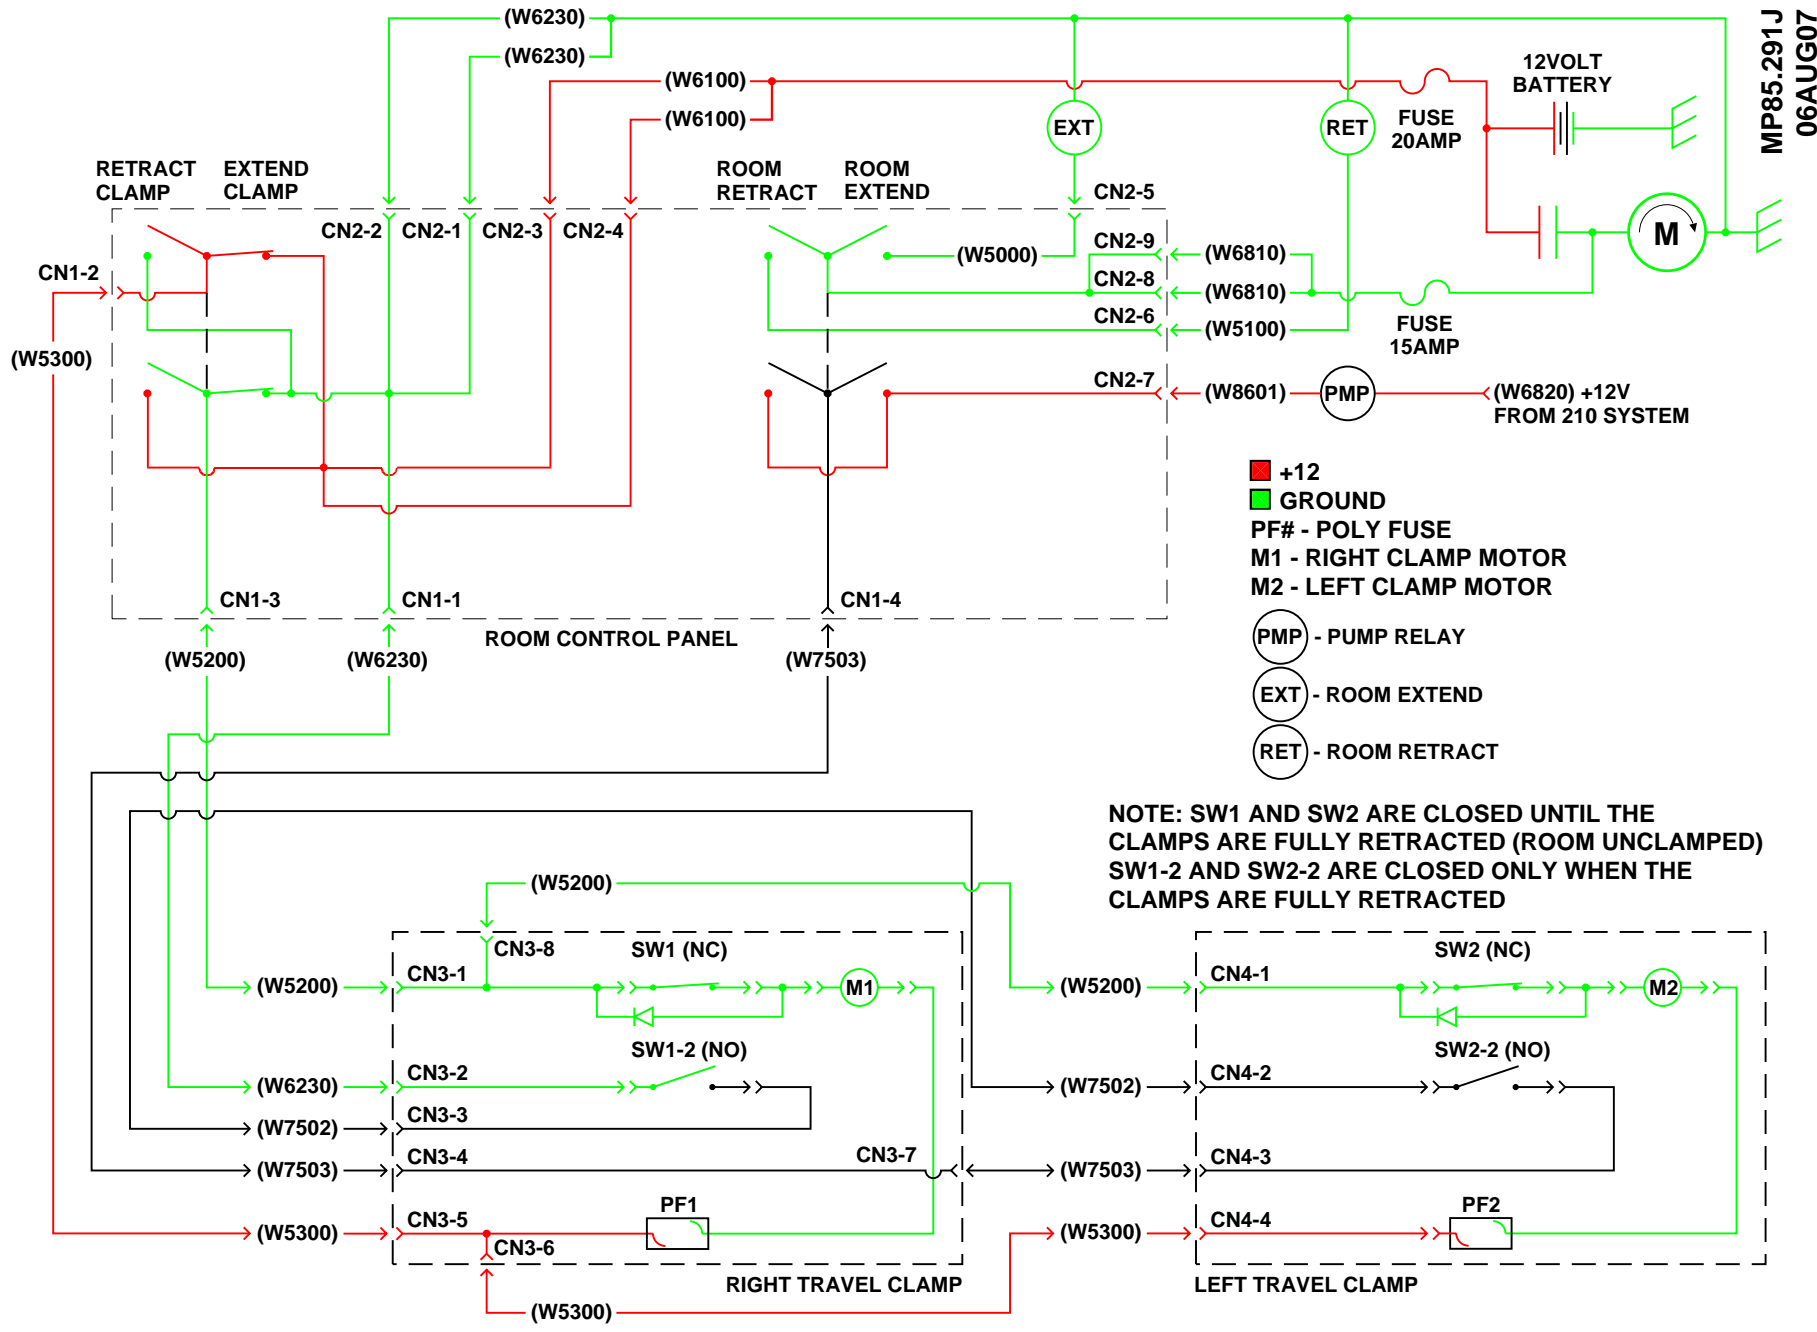 (W6230)
(W6230)
(W6100)
(W6100)
EXT
RET
FUSE
20AMP
12VOLT
BATTERY
MP85.291J
06AUG07
RETRACT
CLAMP
EXTEND
CLAMP
ROOM
RETRACT
ROOM
EXTEND
CN2-5
CN2-2
CN2-1
CN2-3
CN2-4
CN1-2
(W5000)
CN2-9
(W6810)
CN2-8
(W6810)
CN2-6
(W5100)
M
FUSE
15AMP
(W5300)
CN2-7
(W8601)
PMP
(W6820) +12V
FROM 210 SYSTEM
+12
GROUND
PF# - POLY FUSE
M1 - RIGHT CLAMP MOTOR
M2 - LEFT CLAMP MOTOR
PMP - PUMP RELAY
EXT - ROOM EXTEND
RET - ROOM RETRACT
CN1-3
CN1-1
CN1-4
ROOM CONTROL PANEL
(W5200)
(W6230)
(W7503)
NOTE: SW1 AND SW2 ARE CLOSED UNTIL THE
CLAMPS ARE FULLY RETRACTED (ROOM UNCLAMPED)
SW1-2 AND SW2-2 ARE CLOSED ONLY WHEN THE
CLAMPS ARE FULLY RETRACTED
(W5200)
CN3-8
SW1 (NC)
(W5200)
CN3-1
M1
SW1-2 (NO)
(W6230)
CN3-2
(W7502)
CN3-3
(W7503)
CN3-4
CN3-7
(W5300)
CN3-5
PF1
CN3-6
RIGHT TRAVEL CLAMP
(W5300)
SW2 (NC)
(W5200)
CN4-1
M2
SW2-2 (NO)
(W7502)
CN4-2
(W7503)
CN4-3
(W5300)
CN4-4
PF2
LEFT TRAVEL CLAMP